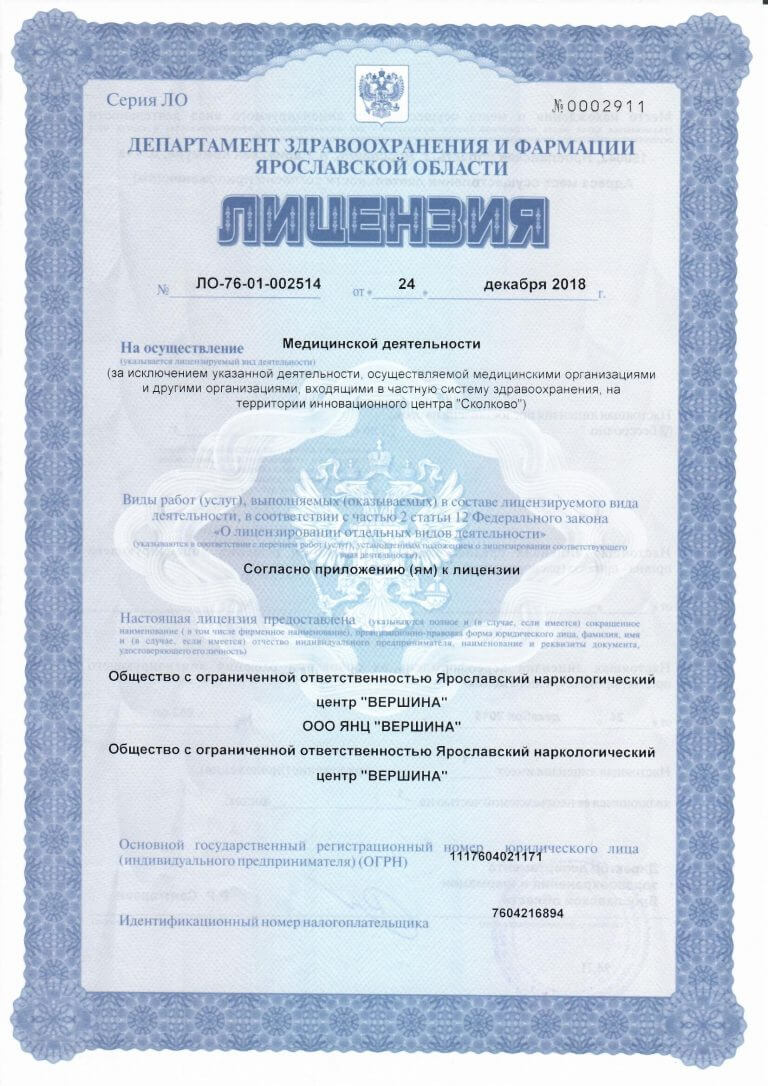 Серия ЛО
№0002911
ДЕПАРТАМЕНТ ЗДРАВООХРАНЕНИЯ И ФАРМАЦИИ
ЯРОСЛАВСКОЙ ОБЛАСТИ
ЛИЦЕНЗИЯ
№ ЛО-76-01-002514 от « 24 » декабря 2018 г.
На осуществление Медицинской деятельности
(указывается лицензируемый вид деятельности)
(за исключением указанной деятельности, осуществляемой медицинскими организациями
и другими организациями, входящими в частную систему здравоохранения, на
территории инновационного центра "Сколково")
Виды работ (услуг), выполняемых (оказываемых) в составе лицензируемого вида
деятельности, в соответствии с частью 2 статьи 12 Федерального закона
«О лицензировании отдельных видов деятельности»
(указываются в соответствии с перечнем работ (услуг), установленным положением о лицензировании соответствующего
вида деятельности)
Согласно приложению (ям) к лицензии
Настоящая лицензия предоставлена (указываются полное и (в случае, если имеется) сокращенное
наименование ( в том числе фирменное наименование), организационно-правовая форма юридического лица, фамилия, имя
и (в случае, если имеется) отчество индивидуального предпринимателя, наименование и реквизиты документа,
удостоверяющего его личность)
Общество с ограниченной ответственностью Ярославский наркологический
центр "ВЕРШИНА"
ООО ЯНЦ "ВЕРШИНА"
Общество с ограниченной ответственностью Ярославский наркологический
центр "ВЕРШИНА"
Основной государственный регистрационный номер юридического лица
(индивидуального предпринимателя) (ОГРН) 1117604021171
Идентификационный номер налогоплательщика 7604216894